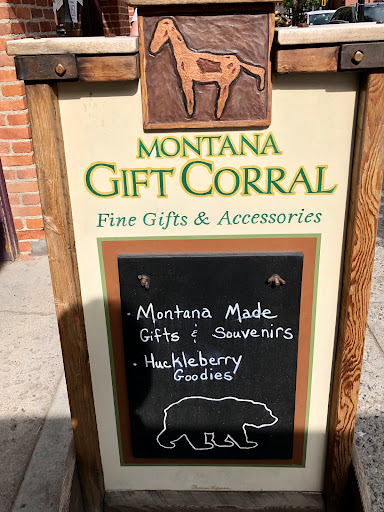 MONTANA
GIFT CORRAL
Fine Gifts & Accessories
· Montana Made
Gifts & Souvenirs
· Huckleberry
Goodies